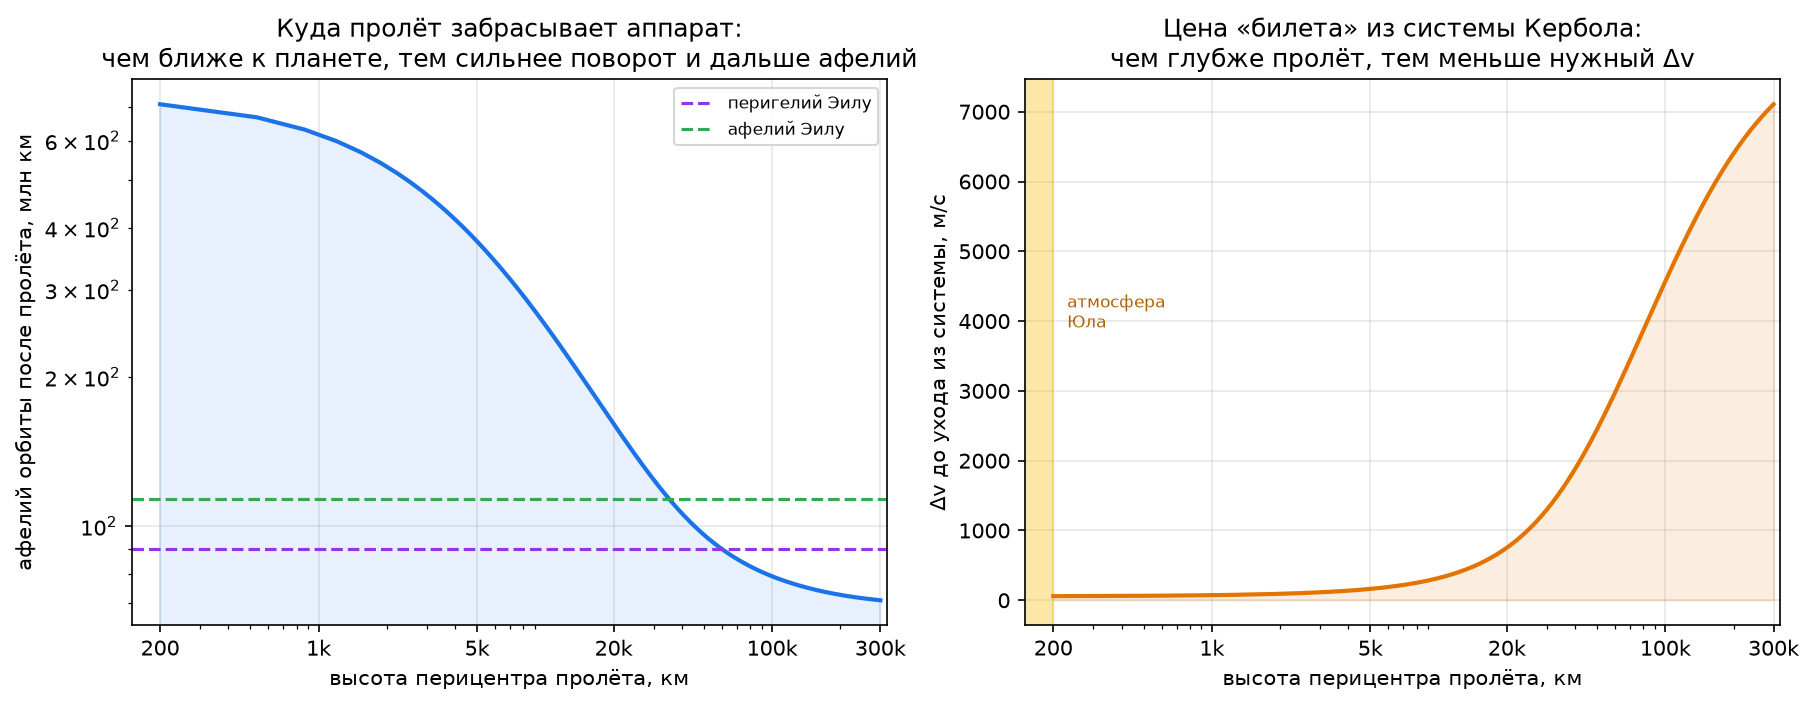 Куда пролёт забрасывает аппарат:
чем ближе к планете, тем сильнее поворот и дальше афелий
перигелий Эилу
афелий Эилу
афелий орбиты после пролёта, млн км
6 × 10²
4 × 10²
3 × 10²
2 × 10²
10²
200 1k 5k 20k 100k 300k
высота перицентра пролёта, км
Цена «билета» из системы Кербола:
чем глубже пролёт, тем меньше нужный Δv
Δv до ухода из системы, м/с
7000
6000
5000
4000
3000
2000
1000
0
атмосфера
Юла
200 1k 5k 20k 100k 300k
высота перицентра пролёта, км